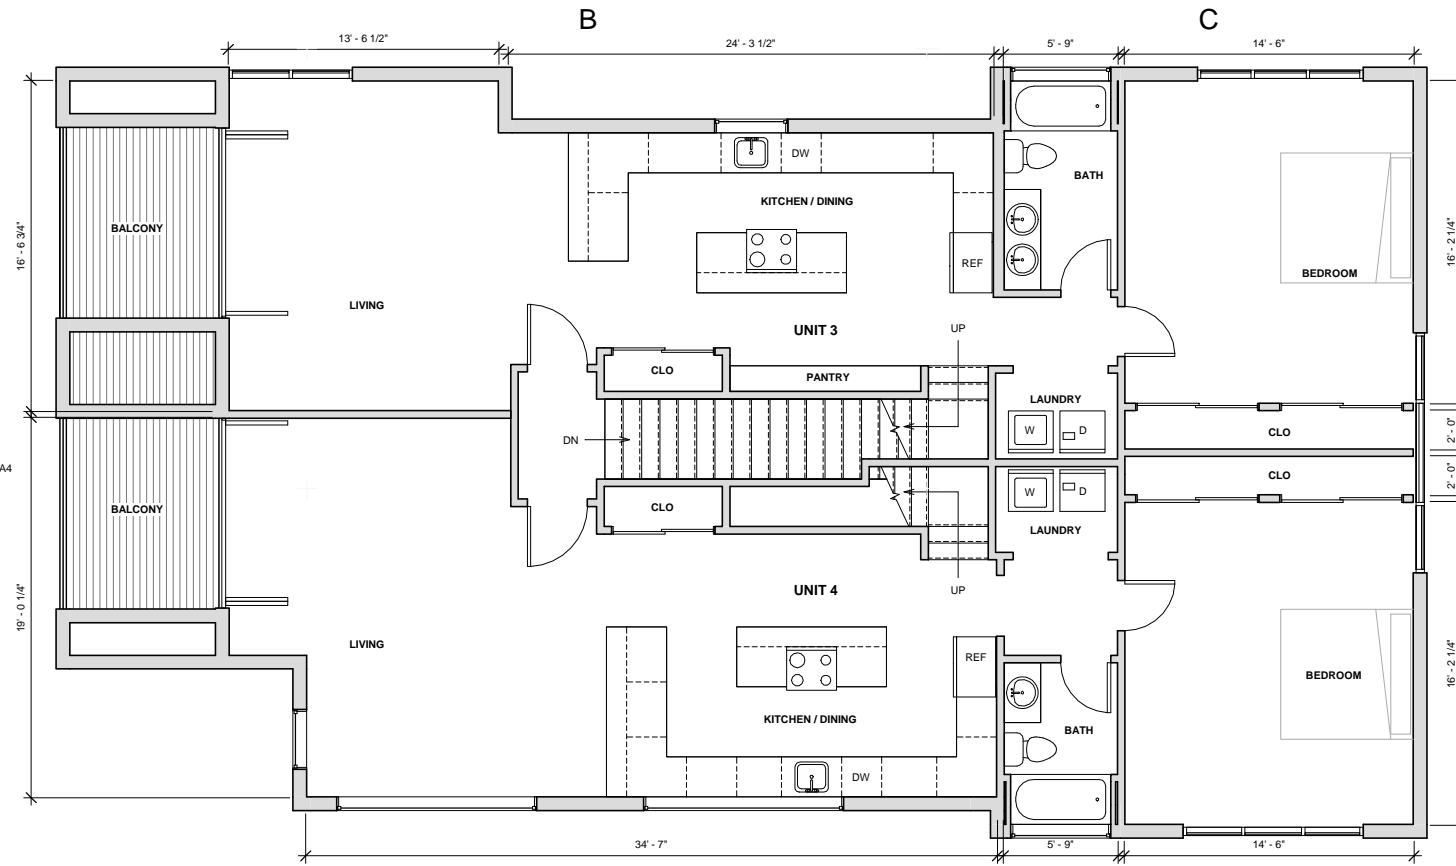 B
C
13' - 6 1/2"
24' - 3 1/2"
5' - 9"
14' - 6"
16' - 6 3/4"
BALCONY
LIVING
DW
KITCHEN / DINING
REF
UNIT 3
BATH
BEDROOM
16' - 2 1/4"
UP
CLO
PANTRY
LAUNDRY
W
D
CLO
2' - 0"
DN
A4
BALCONY
CLO
W
D
CLO
2' - 0"
LAUNDRY
UNIT 4
UP
19' - 0 1/4"
LIVING
REF
KITCHEN / DINING
DW
BATH
BEDROOM
16' - 2 1/4"
34' - 7"
5' - 9"
14' - 6"